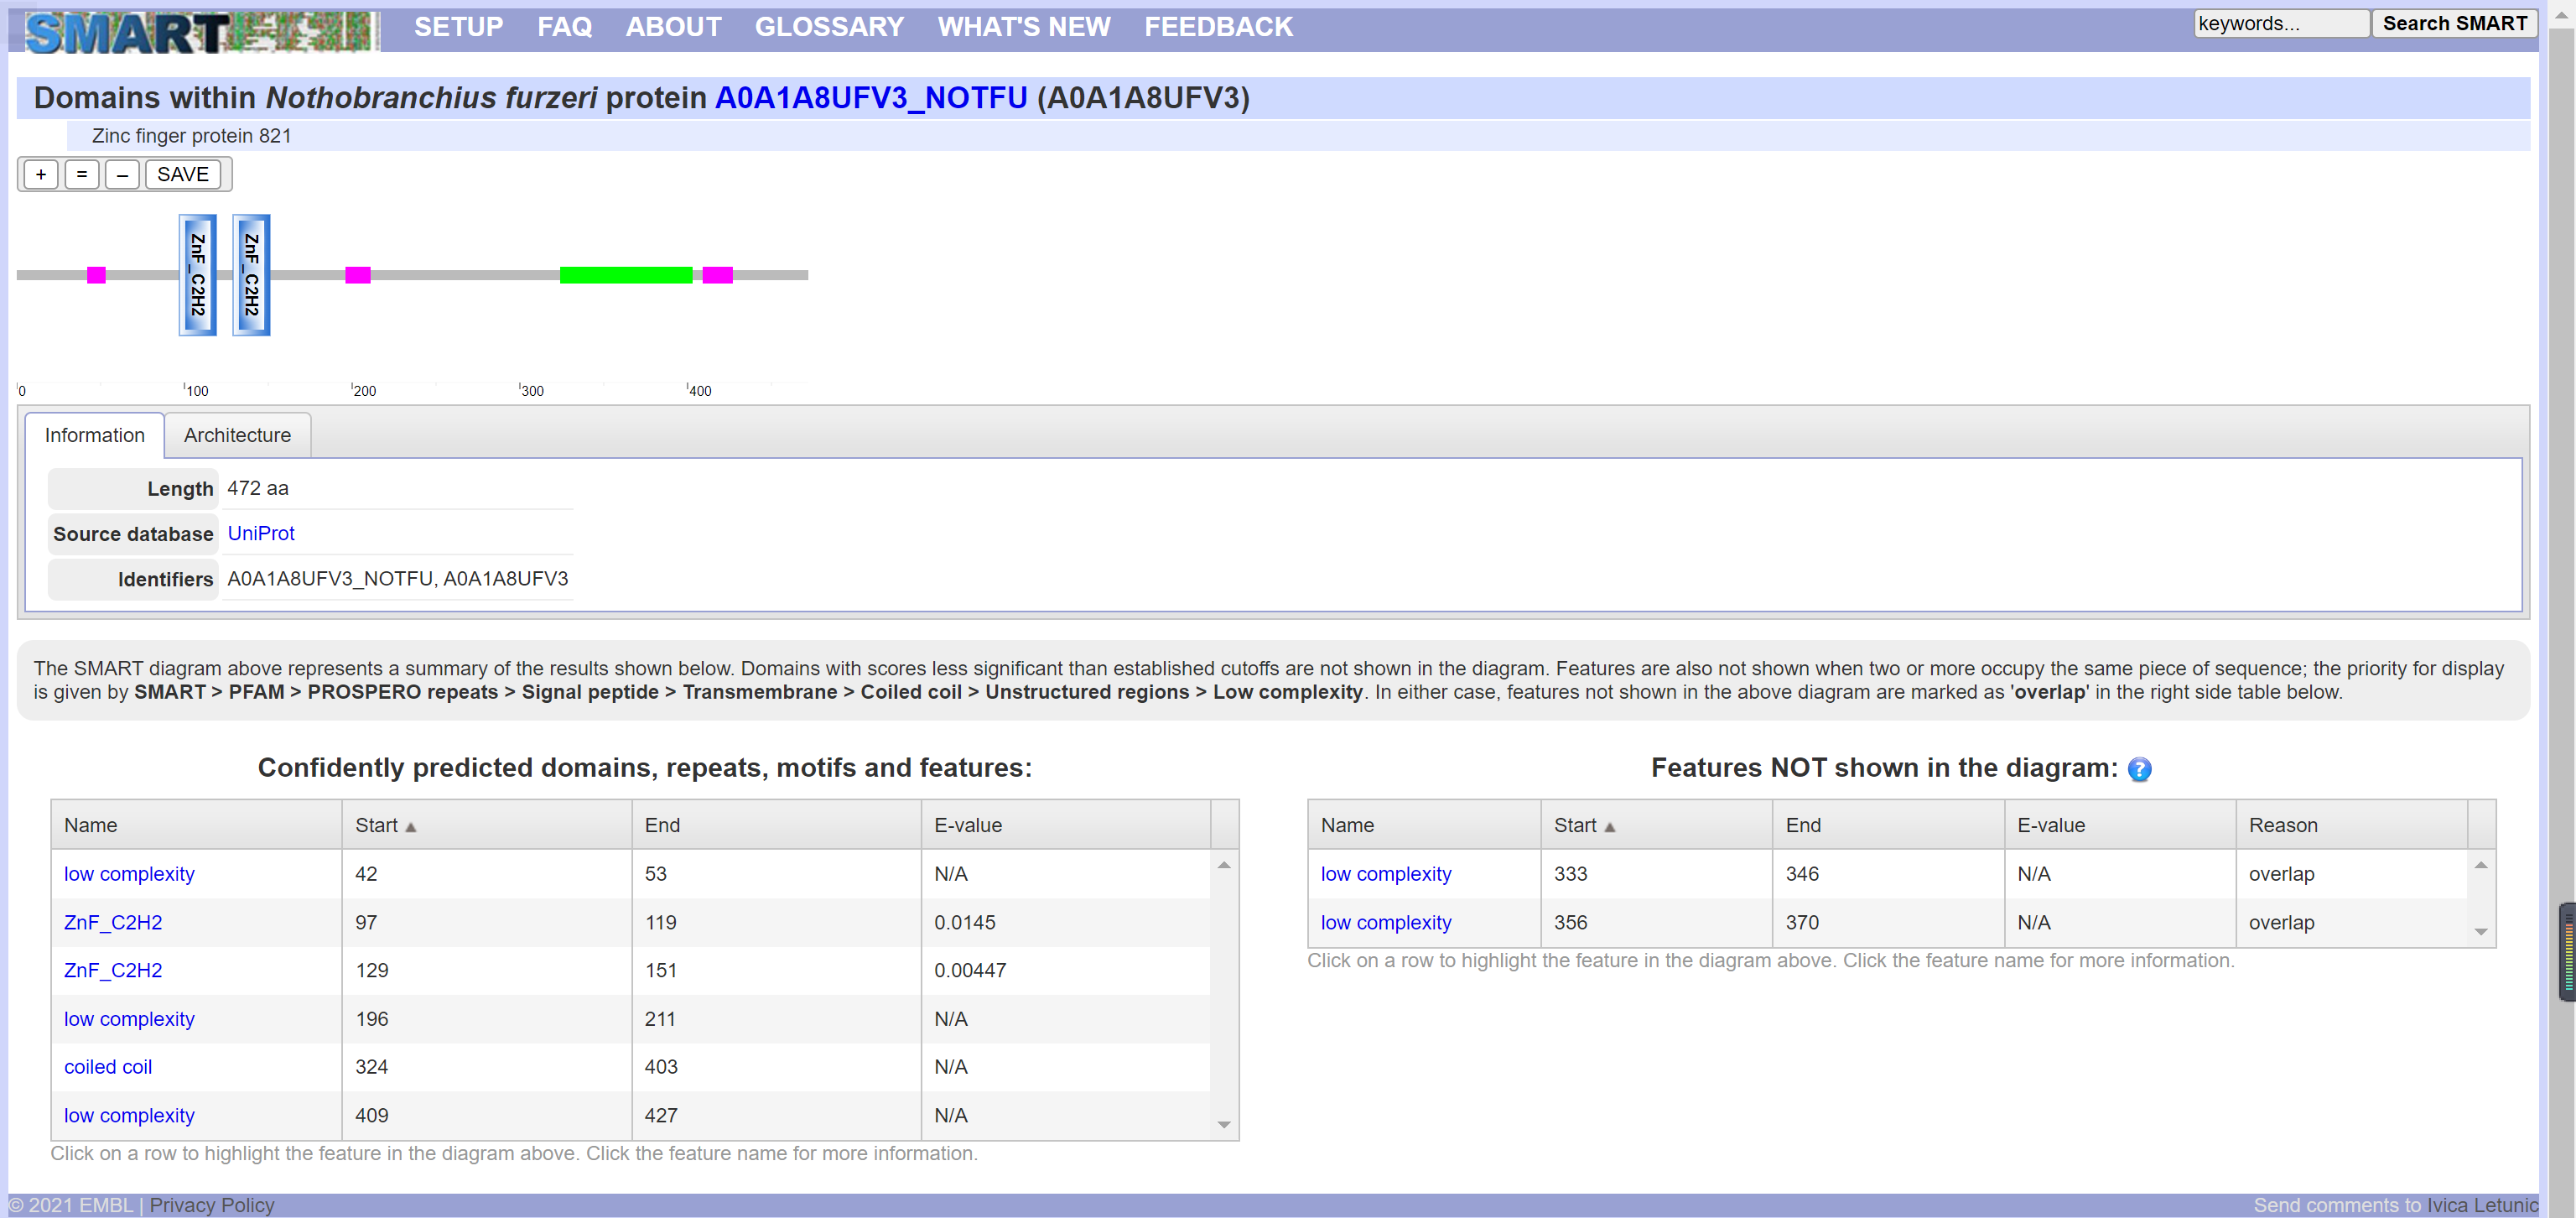 SMART SETUP FAQ ABOUT GLOSSARY WHAT'S NEW FEEDBACK keywords... Search SMART
Domains within Nothobranchius furzeri protein A0A1A8UFV3_NOTFU (A0A1A8UFV3)
Zinc finger protein 821
+ = – SAVE
ZnF_C2H2 ZnF_C2H2
0 100 200 300 400
Information Architecture
Length 472 aa
Source database UniProt
Identifiers A0A1A8UFV3_NOTFU, A0A1A8UFV3
The SMART diagram above represents a summary of the results shown below. Domains with scores less significant than established cutoffs are not shown in the diagram. Features are also not shown when two or more occupy the same piece of sequence; the priority for display
is given by SMART > PFAM > PROSPERO repeats > Signal peptide > Transmembrane > Coiled coil > Unstructured regions > Low complexity. In either case, features not shown in the above diagram are marked as 'overlap' in the right side table below.
Confidently predicted domains, repeats, motifs and features:
Name Start End E-value
low complexity 42 53 N/A
ZnF_C2H2 97 119 0.0145
ZnF_C2H2 129 151 0.00447
low complexity 196 211 N/A
coiled coil 324 403 N/A
low complexity 409 427 N/A
Click on a row to highlight the feature in the diagram above. Click the feature name for more information.
Features NOT shown in the diagram: ?
Name Start End E-value Reason
low complexity 333 346 N/A overlap
low complexity 356 370 N/A overlap
Click on a row to highlight the feature in the diagram above. Click the feature name for more information.
© 2021 EMBL | Privacy Policy Send comments to Ivica Letunic